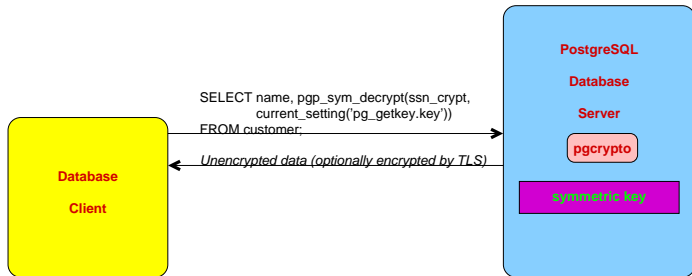 PostgreSQL
Database
Server
pgcrypto
symmetric key
SELECT name, pgp_sym_decrypt(ssn_crypt,
current_setting('pg_getkey.key'))
FROM customer;
Unencrypted data (optionally encrypted by TLS)
Database
Client